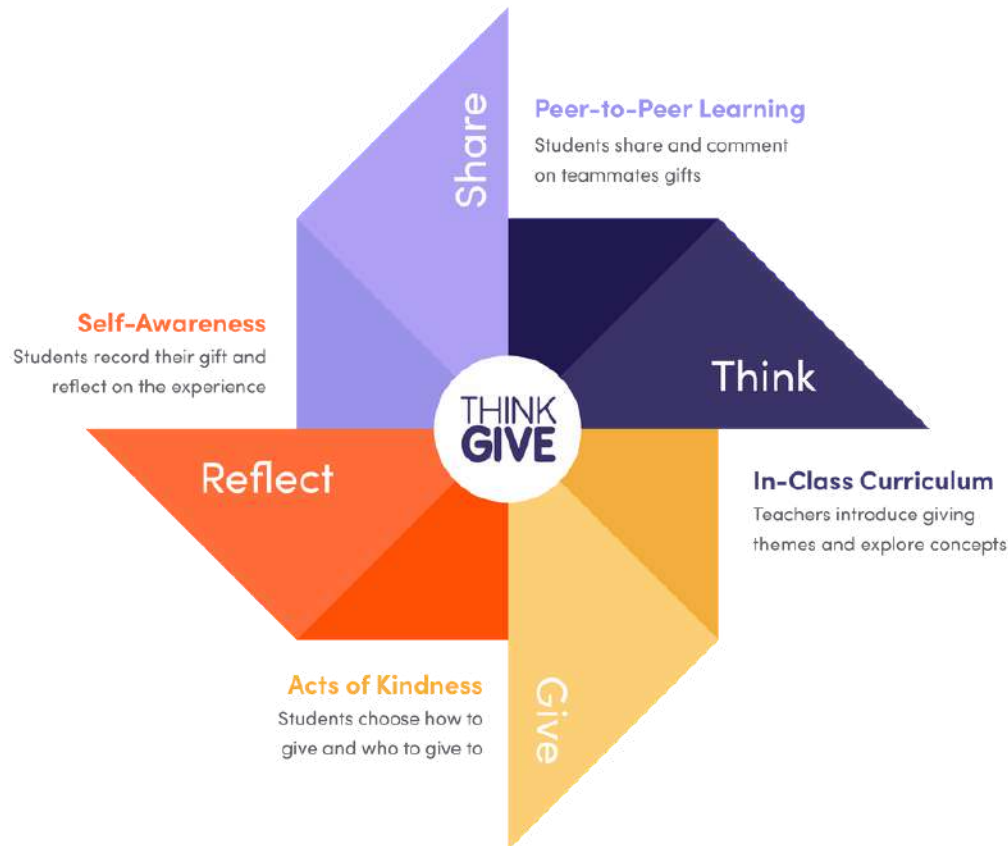 Share
Peer-to-Peer Learning
Students share and comment
on teammates gifts
Think
In-Class Curriculum
Teachers introduce giving
themes and explore concepts
Give
Acts of Kindness
Students choose how to
give and who to give to
Reflect
Self-Awareness
Students record their gift and
reflect on the experience
THINK
GIVE